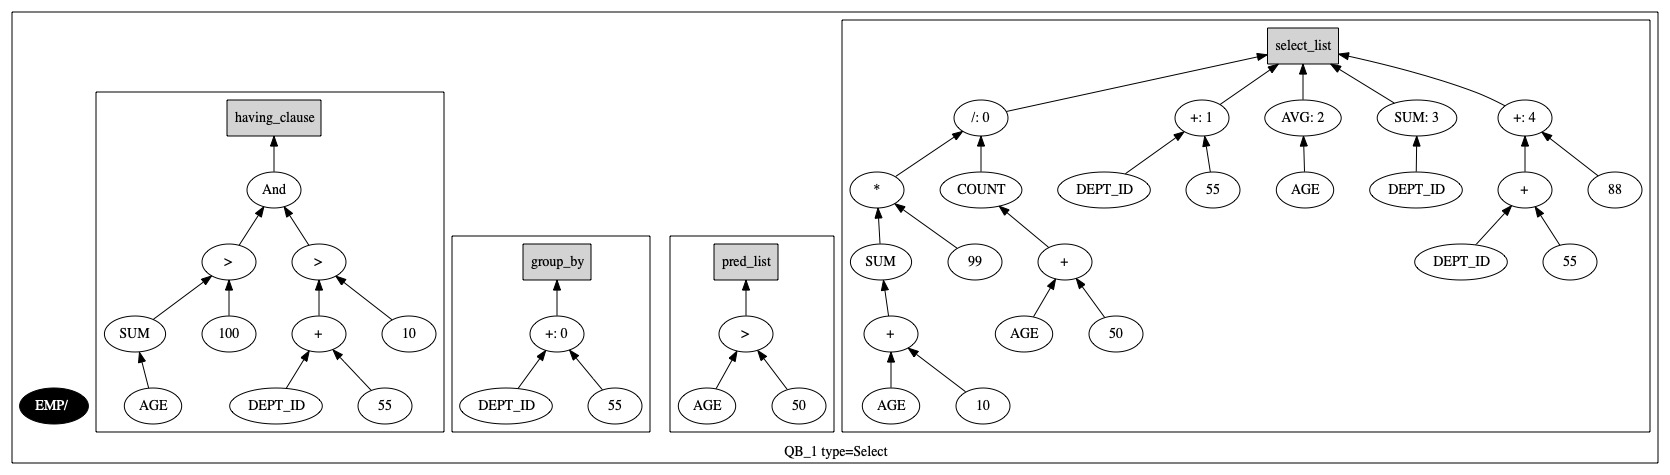 select_list
having_clause
/: 0
+: 1
AVG: 2
SUM: 3
+: 4
And
*
COUNT
DEPT_ID
55
AGE
DEPT_ID
+
88
>
>
group_by
pred_list
SUM
99
+
DEPT_ID
55
SUM
100
+
10
+: 0
>
+
AGE
50
EMP/
AGE
DEPT_ID
55
DEPT_ID
55
AGE
50
AGE
10
QB_1 type=Select